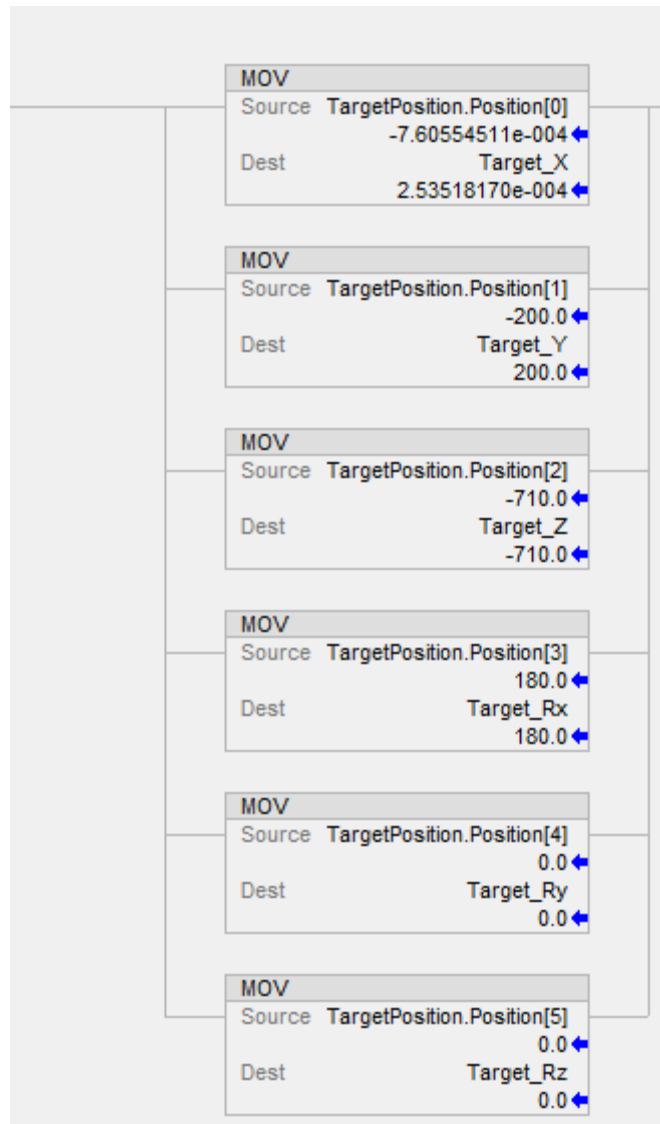 MOV
Source TargetPosition.Position[0]
-7.60554511e-004
Dest Target_X
2.53518170e-004
MOV
Source TargetPosition.Position[1]
-200.0
Dest Target_Y
200.0
MOV
Source TargetPosition.Position[2]
-710.0
Dest Target_Z
-710.0
MOV
Source TargetPosition.Position[3]
180.0
Dest Target_Rx
180.0
MOV
Source TargetPosition.Position[4]
0.0
Dest Target_Ry
0.0
MOV
Source TargetPosition.Position[5]
0.0
Dest Target_Rz
0.0